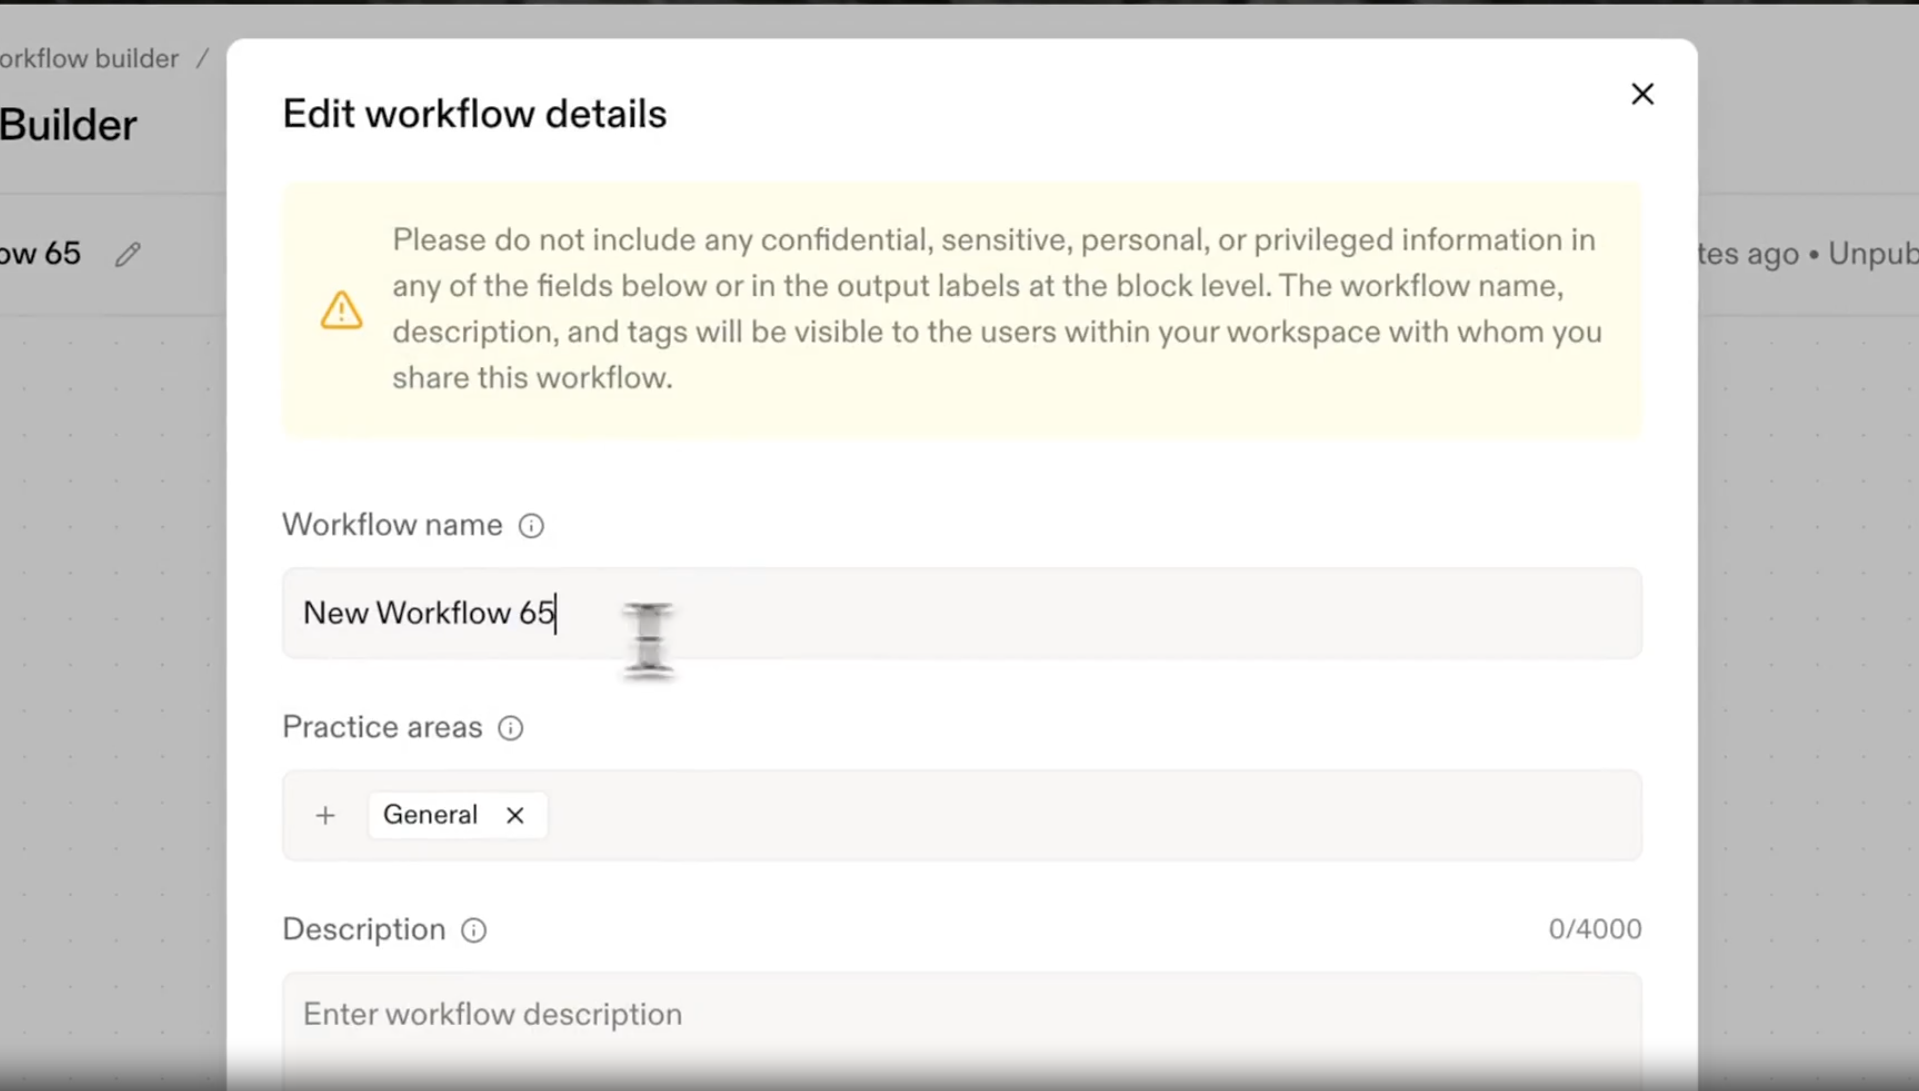 orkflow builder /
Builder
ow 65
tes ago • Unpub
Edit workflow details
Please do not include any confidential, sensitive, personal, or privileged information in
any of the fields below or in the output labels at the block level. The workflow name,
description, and tags will be visible to the users within your workspace with whom you
share this workflow.
Workflow name
New Workflow 65
Practice areas
+ General ×
Description
0/4000
Enter workflow description